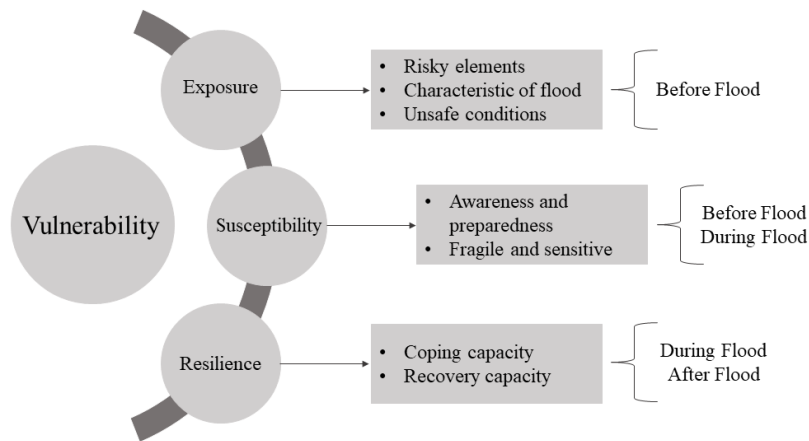 Vulnerability
Exposure
• Risky elements
• Characteristic of flood
• Unsafe conditions
Before Flood
Susceptibility
• Awareness and
preparedness
• Fragile and sensitive
Before Flood
During Flood
Resilience
• Coping capacity
• Recovery capacity
During Flood
After Flood